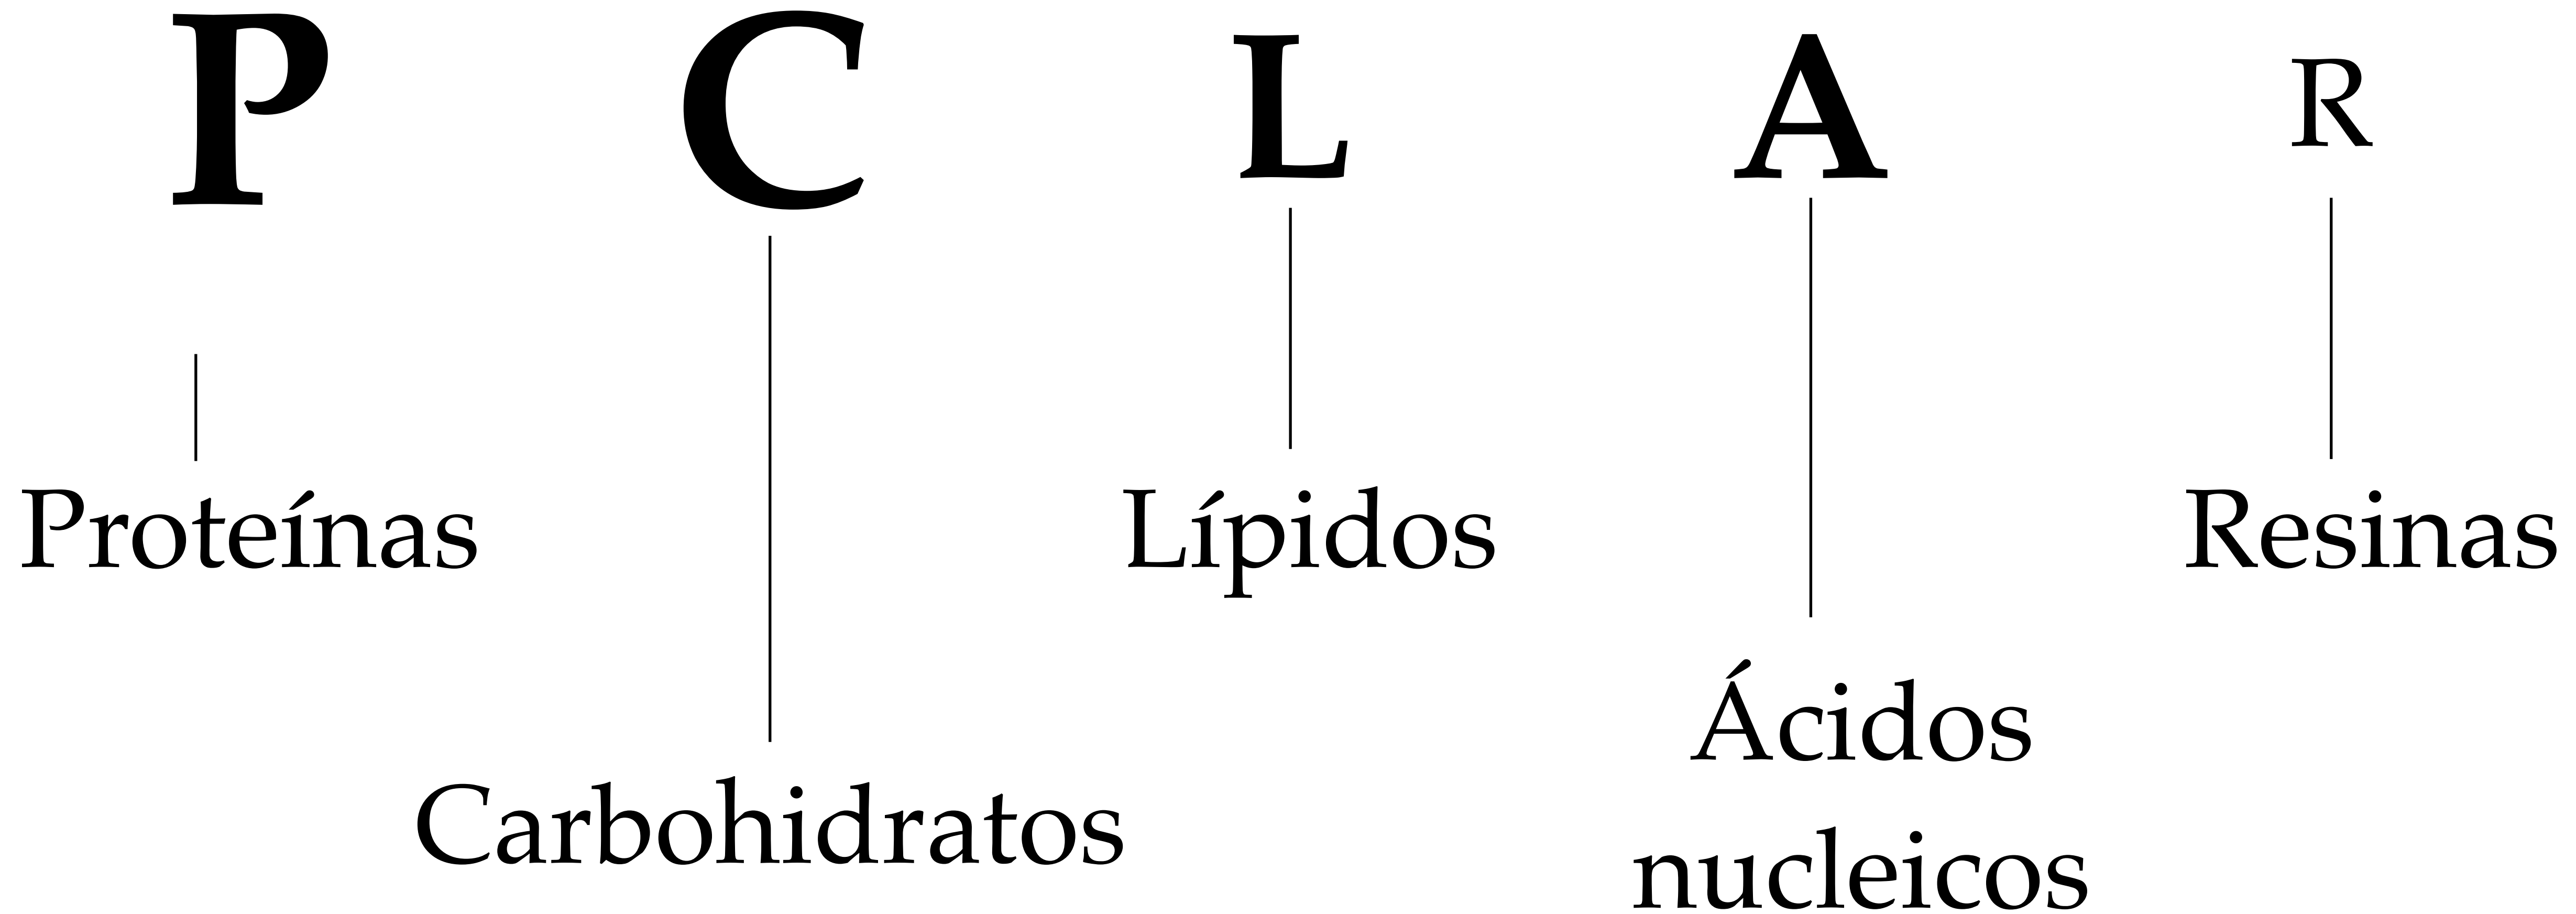 P C L A R
Proteínas
Lípidos
Resinas
Carbohidratos
Ácidos
nucleicos